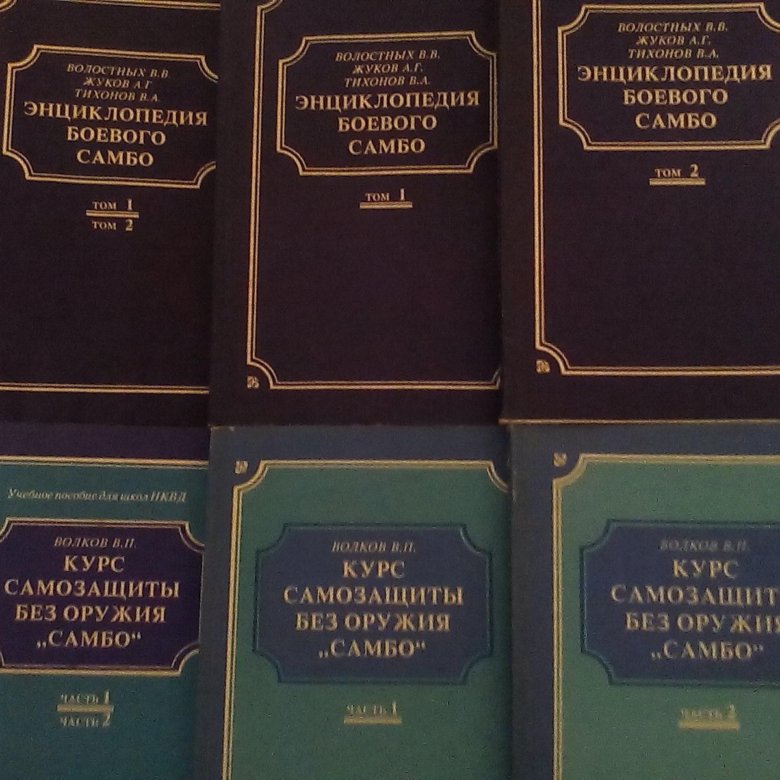 ВОЛОСТНЫХ В.В.
ЖУКОВ А.Г
ТИХОНОВ В.А.
ЭНЦИКЛОПЕДИЯ
БОЕВОГО
САМБО
ТОМ 1
ТОМ 2
ВОЛОСТНЫХ В.В.
ЖУКОВ А.Г.
ТИХОНОВ В.А.
ЭНЦИКЛОПЕДИЯ
БОЕВОГО
САМБО
ТОМ 1
ВОЛОСТНЫХ В.В.
ЖУКОВ А.Г.
ТИХОНОВ В.А.
ЭНЦИКЛОПЕДИЯ
БОЕВОГО
САМБО
ТОМ 2
Учебное пособие для школ НКВД
ВОЛКОВ В.П.
КУРС
САМОЗАЩИТЫ
БЕЗ ОРУЖИЯ
„САМБО“
ЧАСТЬ 1
ЧАСТЬ 2
ВОЛКОВ В.П.
КУРС
САМОЗАЩИТЫ
БЕЗ ОРУЖИЯ
„САМБО“
ЧАСТЬ 1
ВОЛКОВ В.П.
КУРС
САМОЗАЩИТ
БЕЗ ОРУЖИЯ
„САМБО“
ЧАСТЬ 2